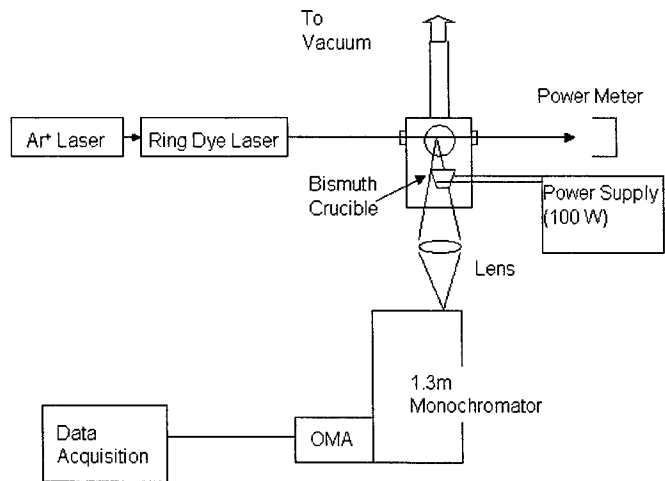 To
Vacuum
Power Meter
Ar+ Laser
Ring Dye Laser
Bismuth
Crucible
Power Supply
(100 W)
Lens
1.3m
Monochromator
OMA
Data
Acquisition